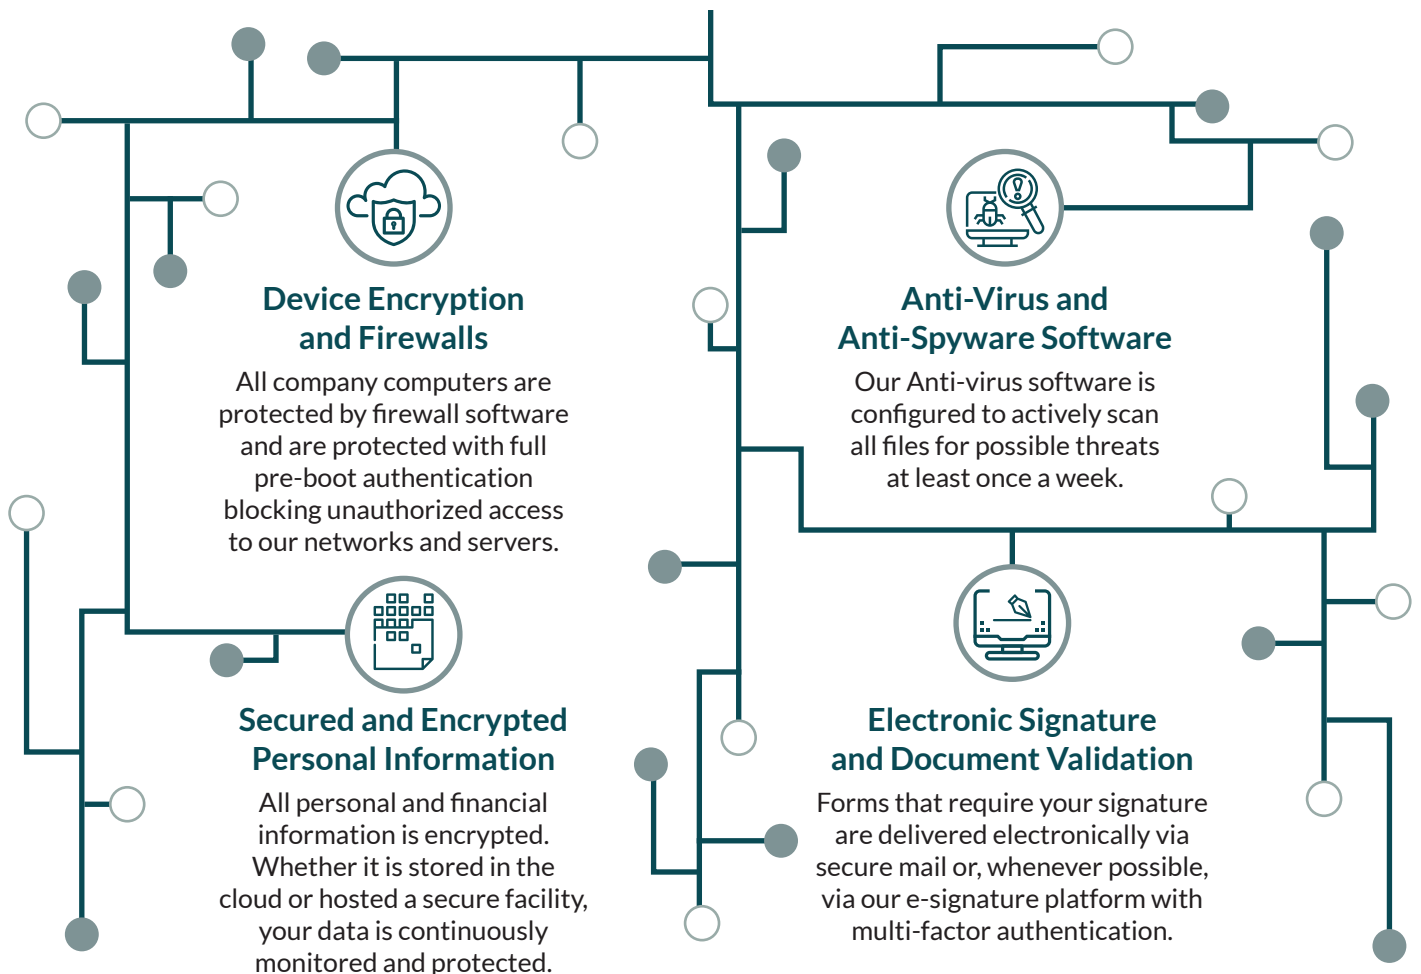 Device Encryption
and Firewalls
All company computers are
protected by firewall software
and are protected with full
pre-boot authentication
blocking unauthorized access
to our networks and servers.
Anti-Virus and
Anti-Spyware Software
Our Anti-virus software is
configured to actively scan
all files for possible threats
at least once a week.
Secured and Encrypted
Personal Information
All personal and financial
information is encrypted.
Whether it is stored in the
cloud or hosted a secure facility,
your data is continuously
monitored and protected.
Electronic Signature
and Document Validation
Forms that require your signature
are delivered electronically via
secure mail or, whenever possible,
via our e-signature platform with
multi-factor authentication.